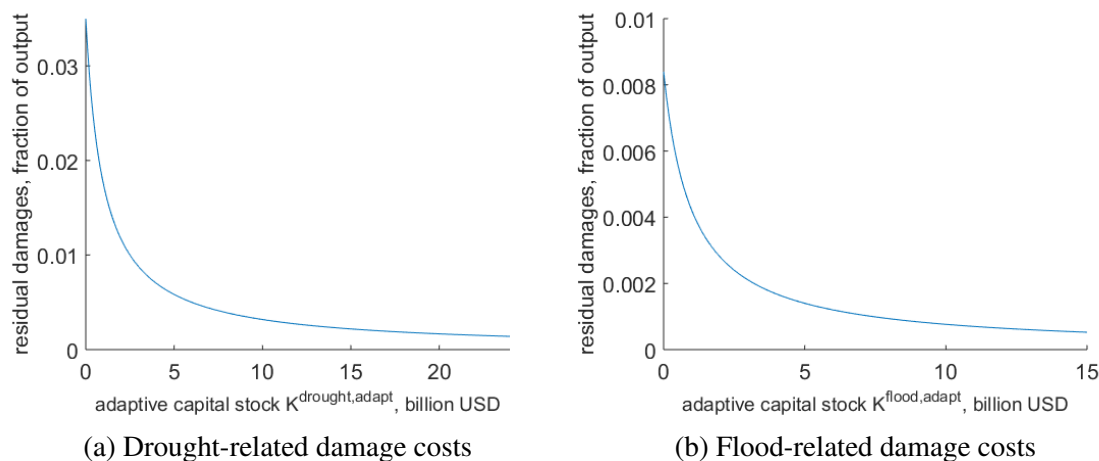 residual damages, fraction of output
0.03
0.02
0.01
0
0 5 10 15 20
adaptive capital stock K^drought,adapt, billion USD
(a) Drought-related damage costs
residual damages, fraction of output
0.01
0.008
0.006
0.004
0.002
0
0 5 10 15
adaptive capital stock K^flood,adapt, billion USD
(b) Flood-related damage costs